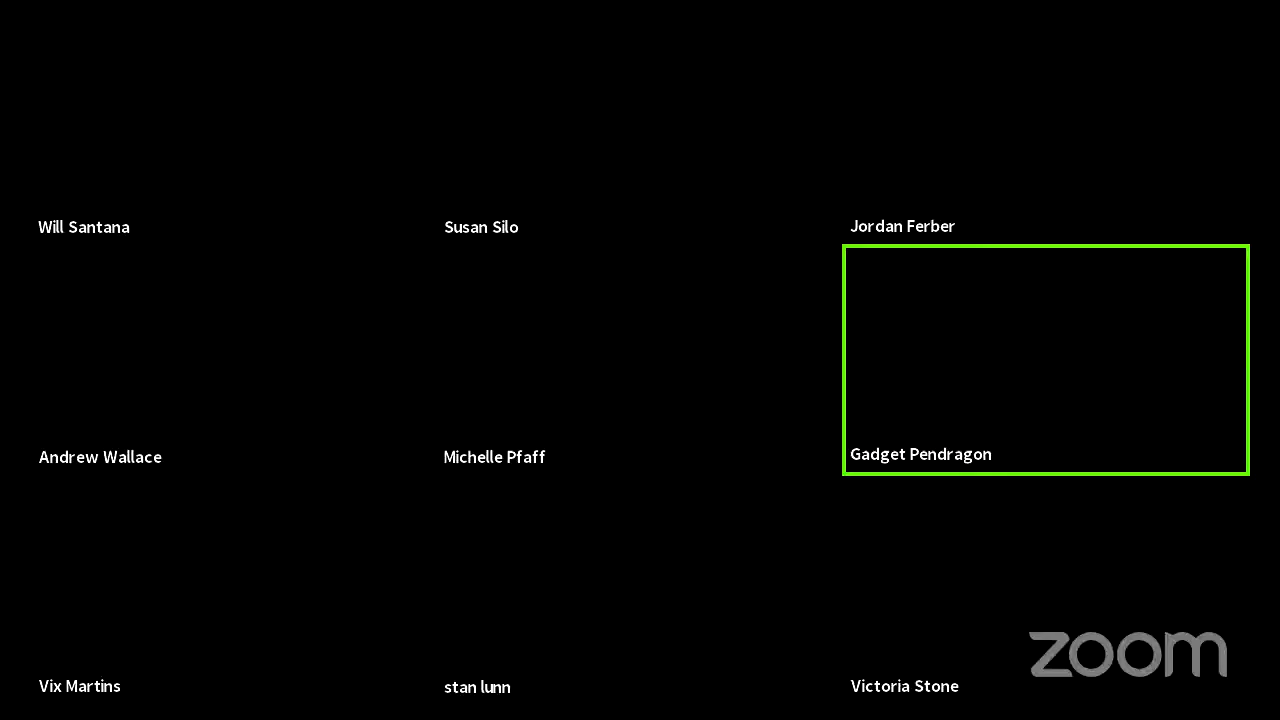 Will Santana
Susan Silo
Jordan Ferber
Andrew Wallace
Michelle Pfaff
Gadget Pendragon
Vix Martins
stan lunn
Victoria Stone
zoom